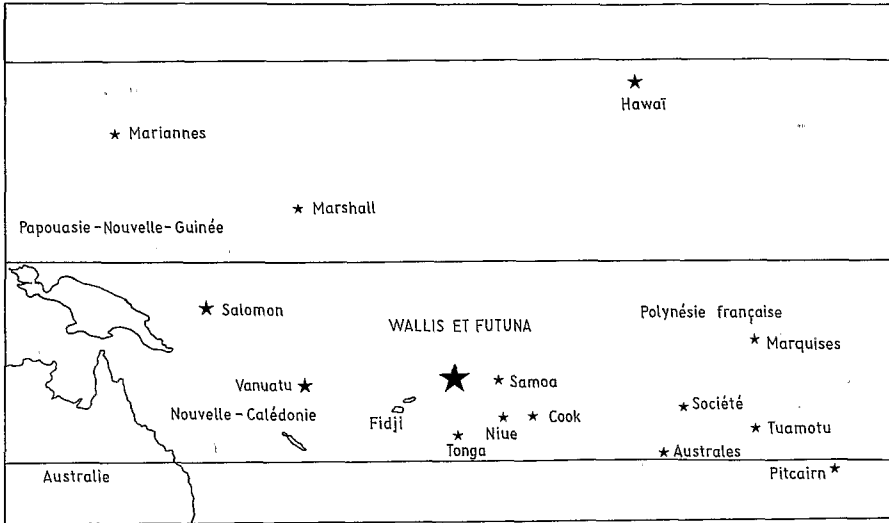 Hawaï
Mariannes
Marshall
Papouasie-Nouvelle-Guinée
Salomon
WALLIS ET FUTUNA
Polynésie française
Marquises
Vanuatu
Samoa
Nouvelle-Calédonie
Fidji
Niue
Cook
Société
Tonga
Tuamotu
Australes
Australie
Pitcairn